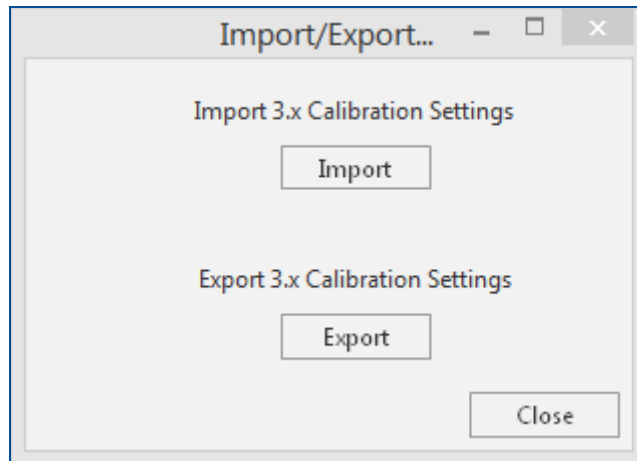 Import/Export...
Import 3.x Calibration Settings
Import
Export 3.x Calibration Settings
Export
Close